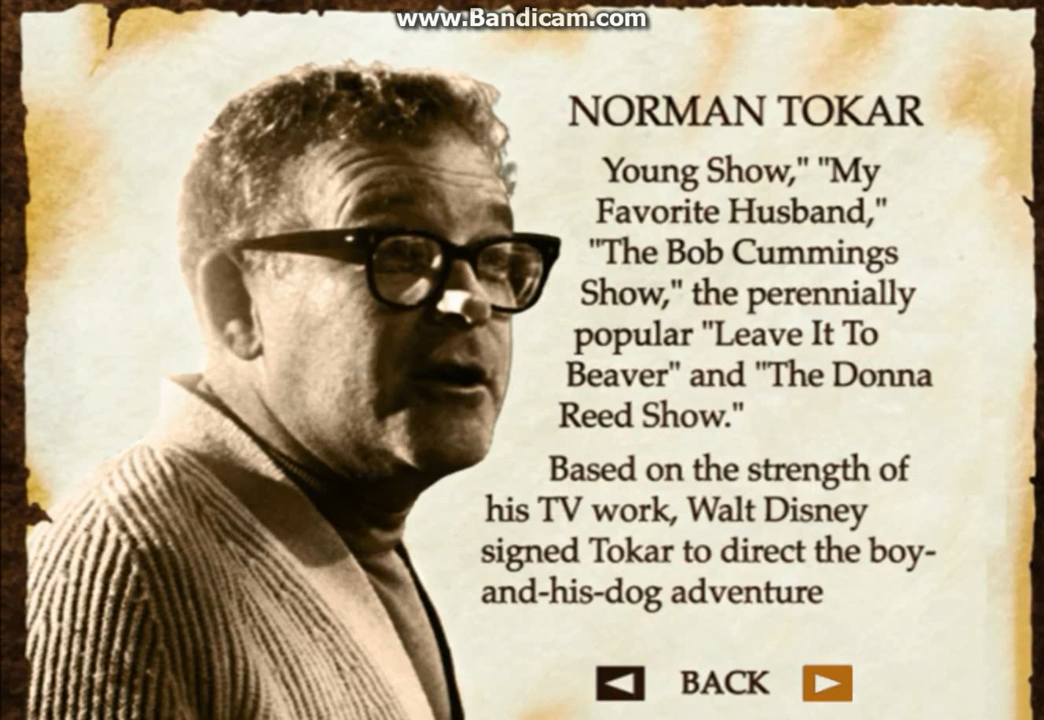 www.Bandicam.com
NORMAN TOKAR
Young Show," "My
Favorite Husband,"
"The Bob Cummings
Show," the perennially
popular "Leave It To
Beaver" and "The Donna
Reed Show."
Based on the strength of
his TV work, Walt Disney
signed Tokar to direct the boy-
and-his-dog adventure
BACK